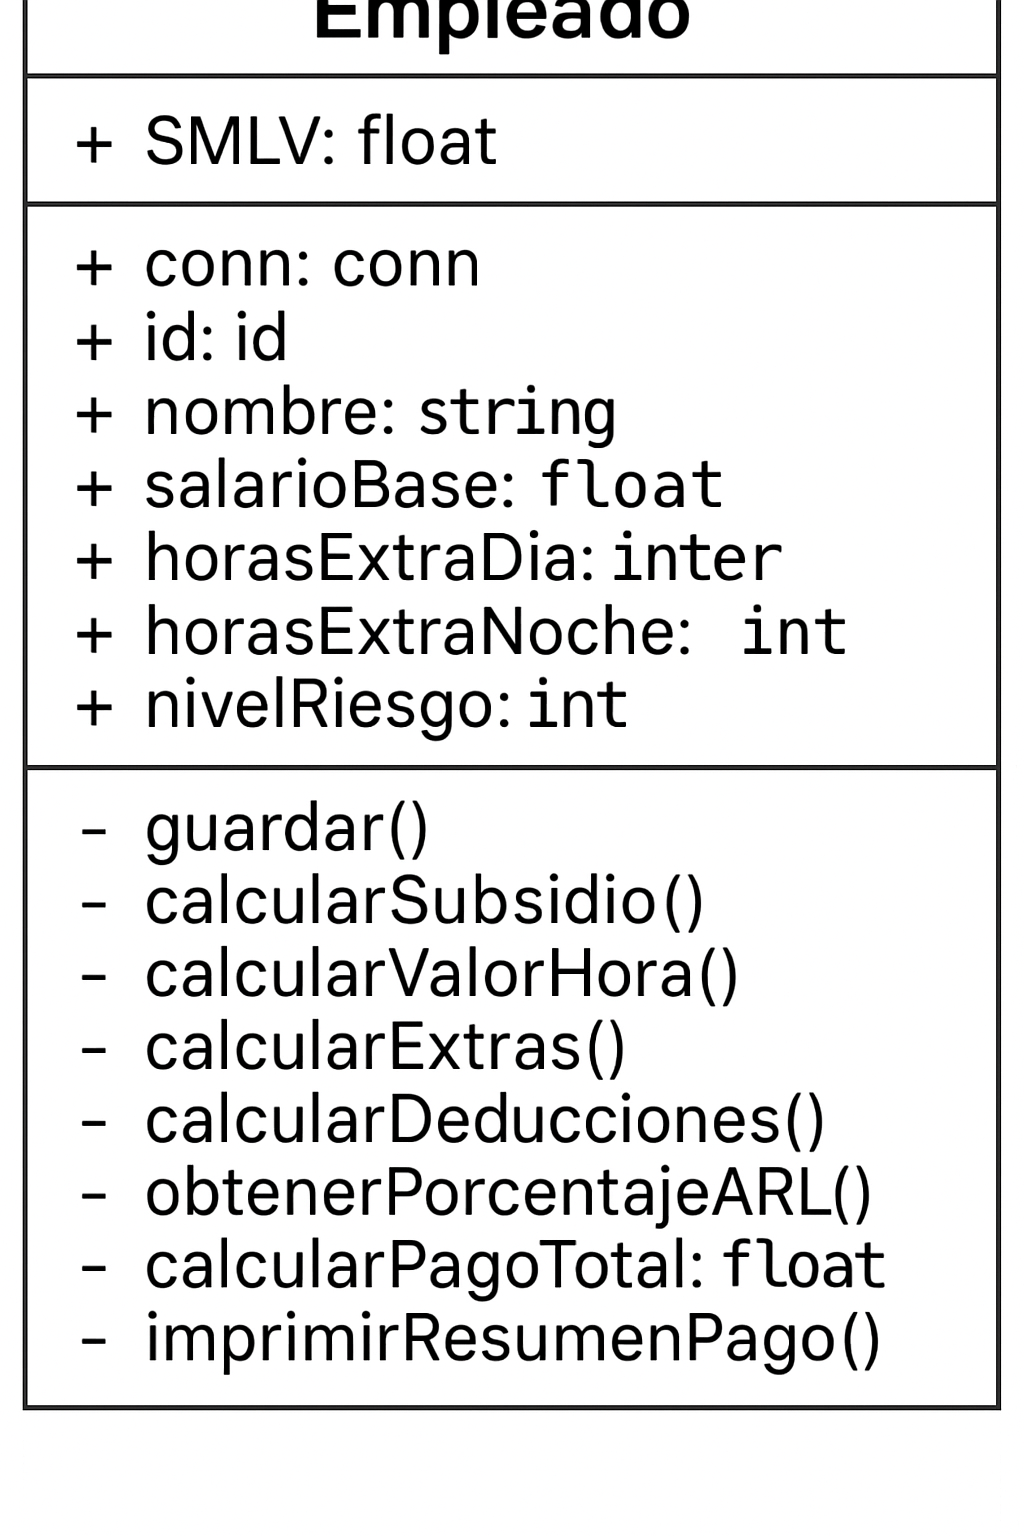 Empleado
+ SMLV: float
+ conn: conn
+ id: id
+ nombre: string
+ salarioBase: float
+ horasExtraDia: inter
+ horasExtraNoche: int
+ nivelRiesgo: int
- guardar()
- calcularSubsidio()
- calcularValorHora()
- calcularExtras()
- calcularDeducciones()
- obtenerPorcentajeARL()
- calcularPagoTotal: float
- imprimirResumenPago()